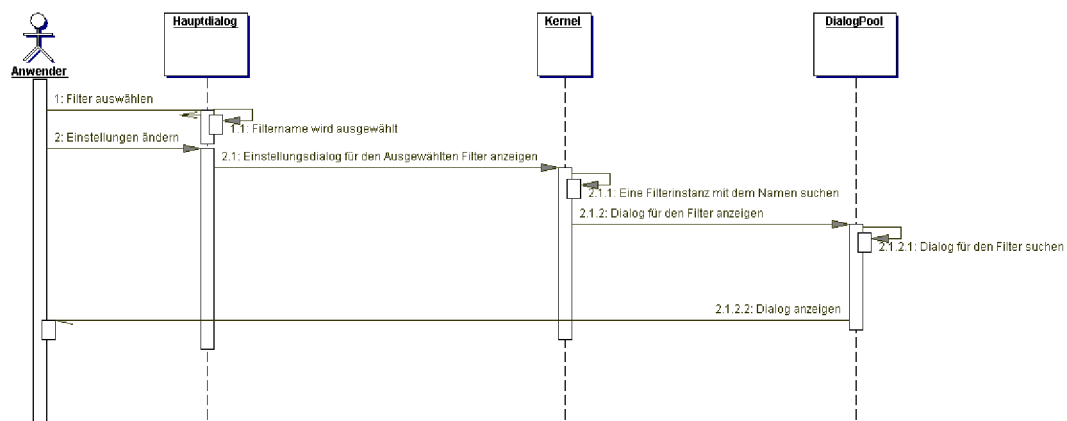 Hauptdialog
Kernel
DialogPool
Anwender
1: Filter auswählen
1.1: Filtername wird ausgewählt
2: Einstellungen ändern
2.1: Einstellungsdialog für den Ausgewählten Filter anzeigen
2.1.1: Eine Filterinstanz mit dem Namen suchen
2.1.2: Dialog für den Filter anzeigen
2.1.2.1: Dialog für den Filter suchen
2.1.2.2: Dialog anzeigen